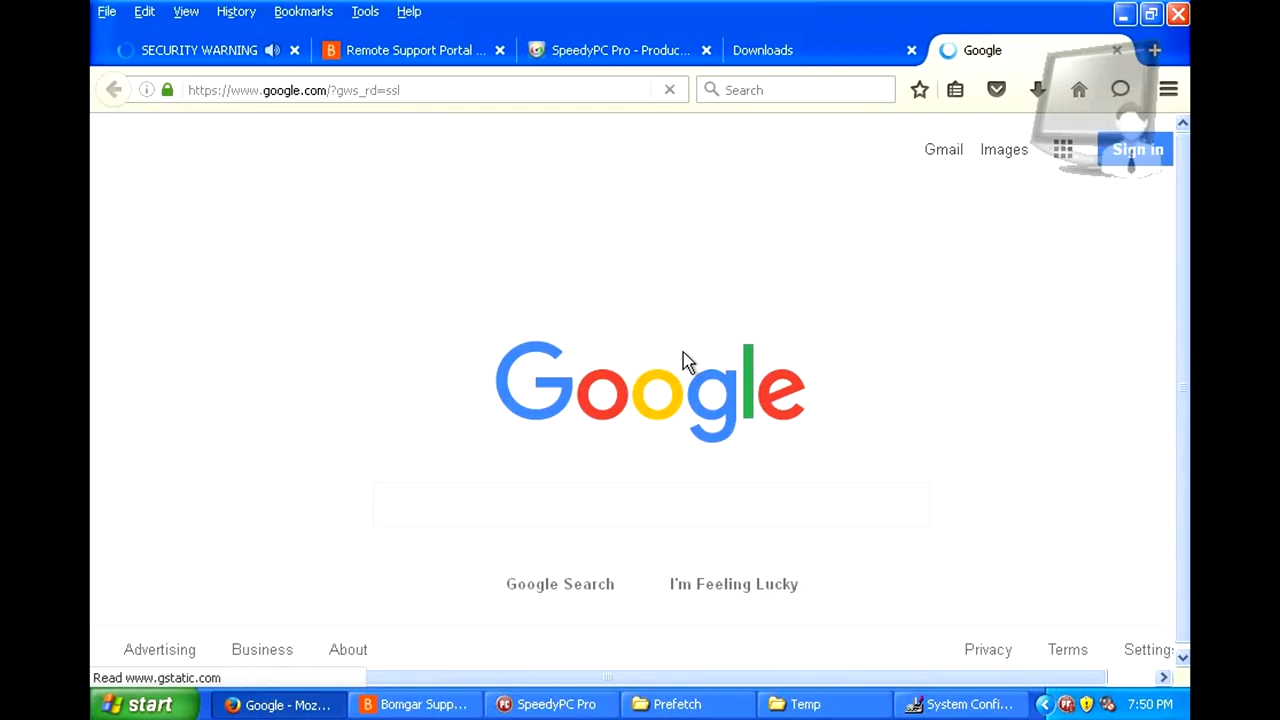 File Edit View History Bookmarks Tools Help
SECURITY WARNING Remote Support Portal ... SpeedyPC Pro - Produc... Downloads Google
https://www.google.com/?gws_rd=ssl Search
Gmail Images Sign in
Google
Google Search I'm Feeling Lucky
Advertising Business About Privacy Terms Setting
Read www.gstatic.com
start Google - Moz... Bomgar Supp... SpeedyPC Pro Prefetch Temp System Confi... 7:50 PM